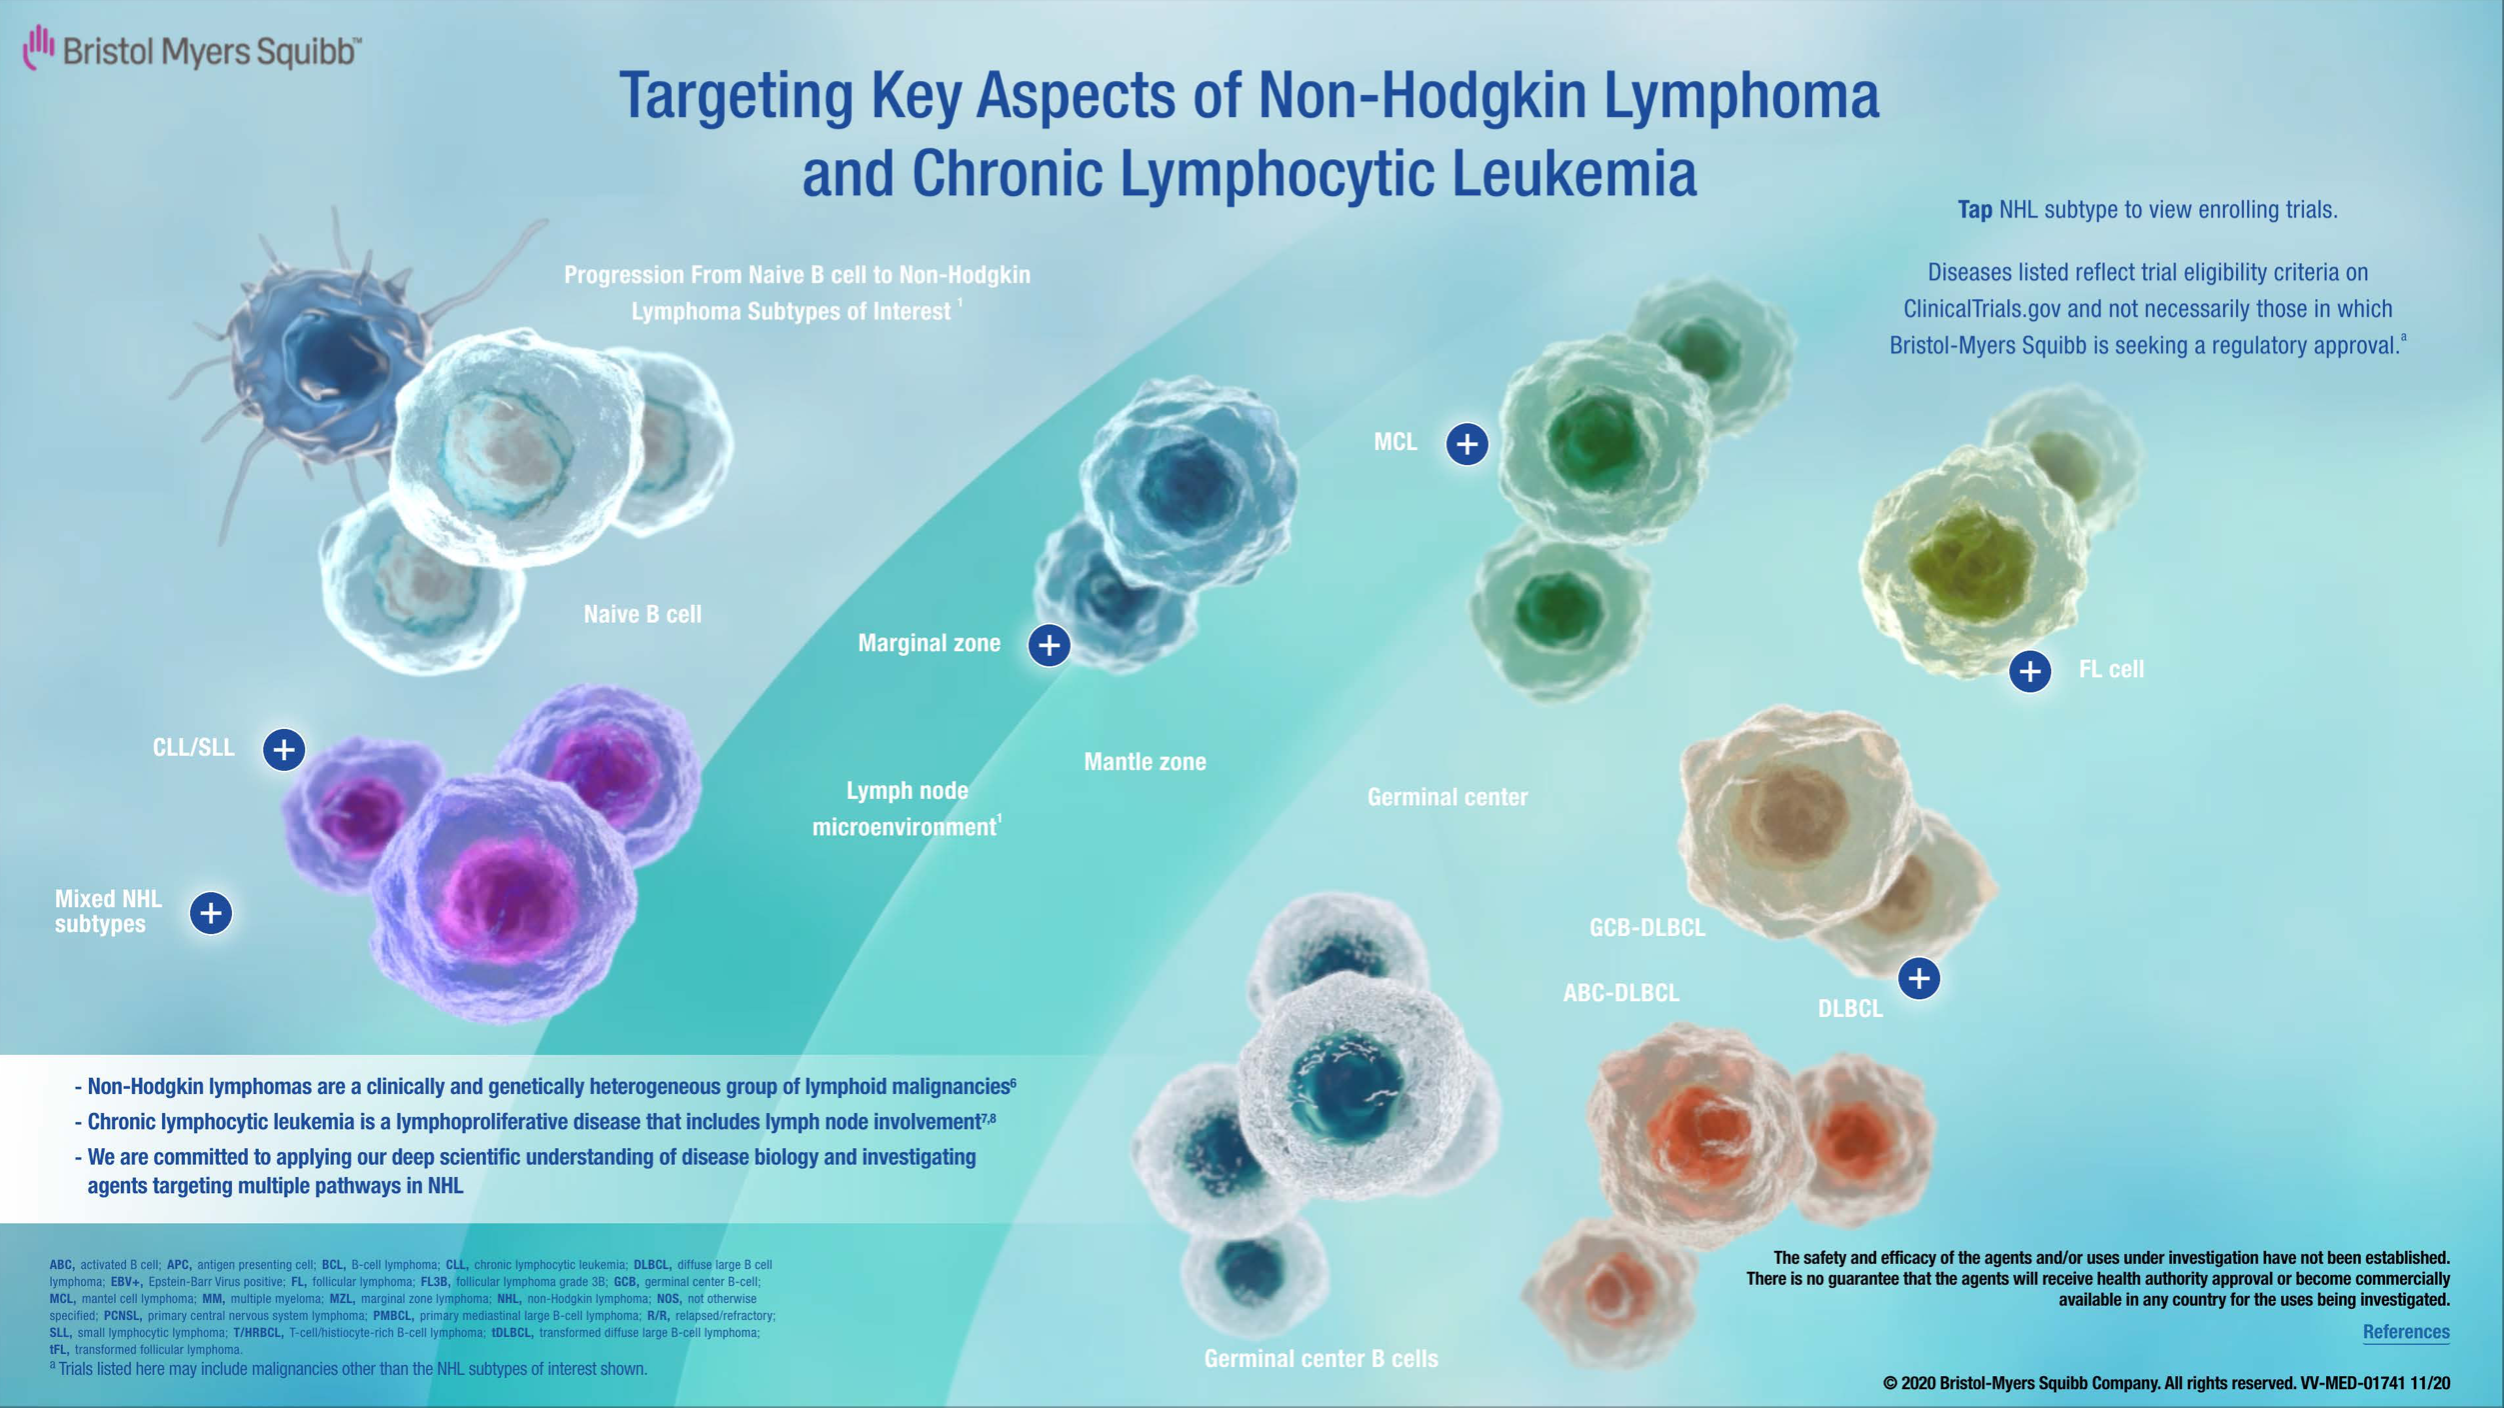 Bristol Myers Squibb™
Targeting Key Aspects of Non-Hodgkin Lymphoma
and Chronic Lymphocytic Leukemia
Tap NHL subtype to view enrolling trials.
Diseases listed reflect trial eligibility criteria on
ClinicalTrials.gov and not necessarily those in which
Bristol-Myers Squibb is seeking a regulatory approval.a
Progression From Naive B cell to Non-Hodgkin
Lymphoma Subtypes of Interest 1
MCL
Naive B cell
Marginal zone
FL cell
CLL/SLL
Mantle zone
Lymph node
microenvironment1
Germinal center
Mixed NHL
subtypes
GCB-DLBCL
ABC-DLBCL
DLBCL
- Non-Hodgkin lymphomas are a clinically and genetically heterogeneous group of lymphoid malignancies6
- Chronic lymphocytic leukemia is a lymphoproliferative disease that includes lymph node involvement7,8
- We are committed to applying our deep scientific understanding of disease biology and investigating
agents targeting multiple pathways in NHL
ABC, activated B cell; APC, antigen presenting cell; BCL, B-cell lymphoma; CLL, chronic lymphocytic leukemia; DLBCL, diffuse large B cell
lymphoma; EBV+, Epstein-Barr Virus positive; FL, follicular lymphoma; FL3B, follicular lymphoma grade 3B; GCB, germinal center B-cell;
MCL, mantel cell lymphoma; MM, multiple myeloma; MZL, marginal zone lymphoma; NHL, non-Hodgkin lymphoma; NOS, not otherwise
specified; PCNSL, primary central nervous system lymphoma; PMBCL, primary mediastinal large B-cell lymphoma; R/R, relapsed/refractory;
SLL, small lymphocytic lymphoma; T/HRBCL, T-cell/histiocyte-rich B-cell lymphoma; tDLBCL, transformed diffuse large B-cell lymphoma;
tFL, transformed follicular lymphoma.
a Trials listed here may include malignancies other than the NHL subtypes of interest shown.
Germinal center B cells
The safety and efficacy of the agents and/or uses under investigation have not been established.
There is no guarantee that the agents will receive health authority approval or become commercially
available in any country for the uses being investigated.
References
© 2020 Bristol-Myers Squibb Company. All rights reserved. VV-MED-01741 11/20